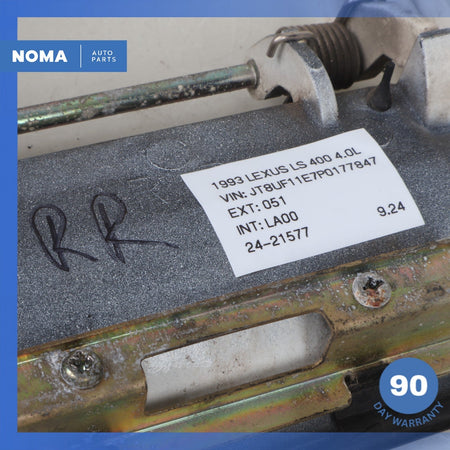 NOMA AUTO PARTS
1993 LEXUS LS 400 4.0L
VIN: JT8UF11E7P0177847
EXT: 051
INT: LA00 9.24
24-21577
RR
90
DAY WARRANTY